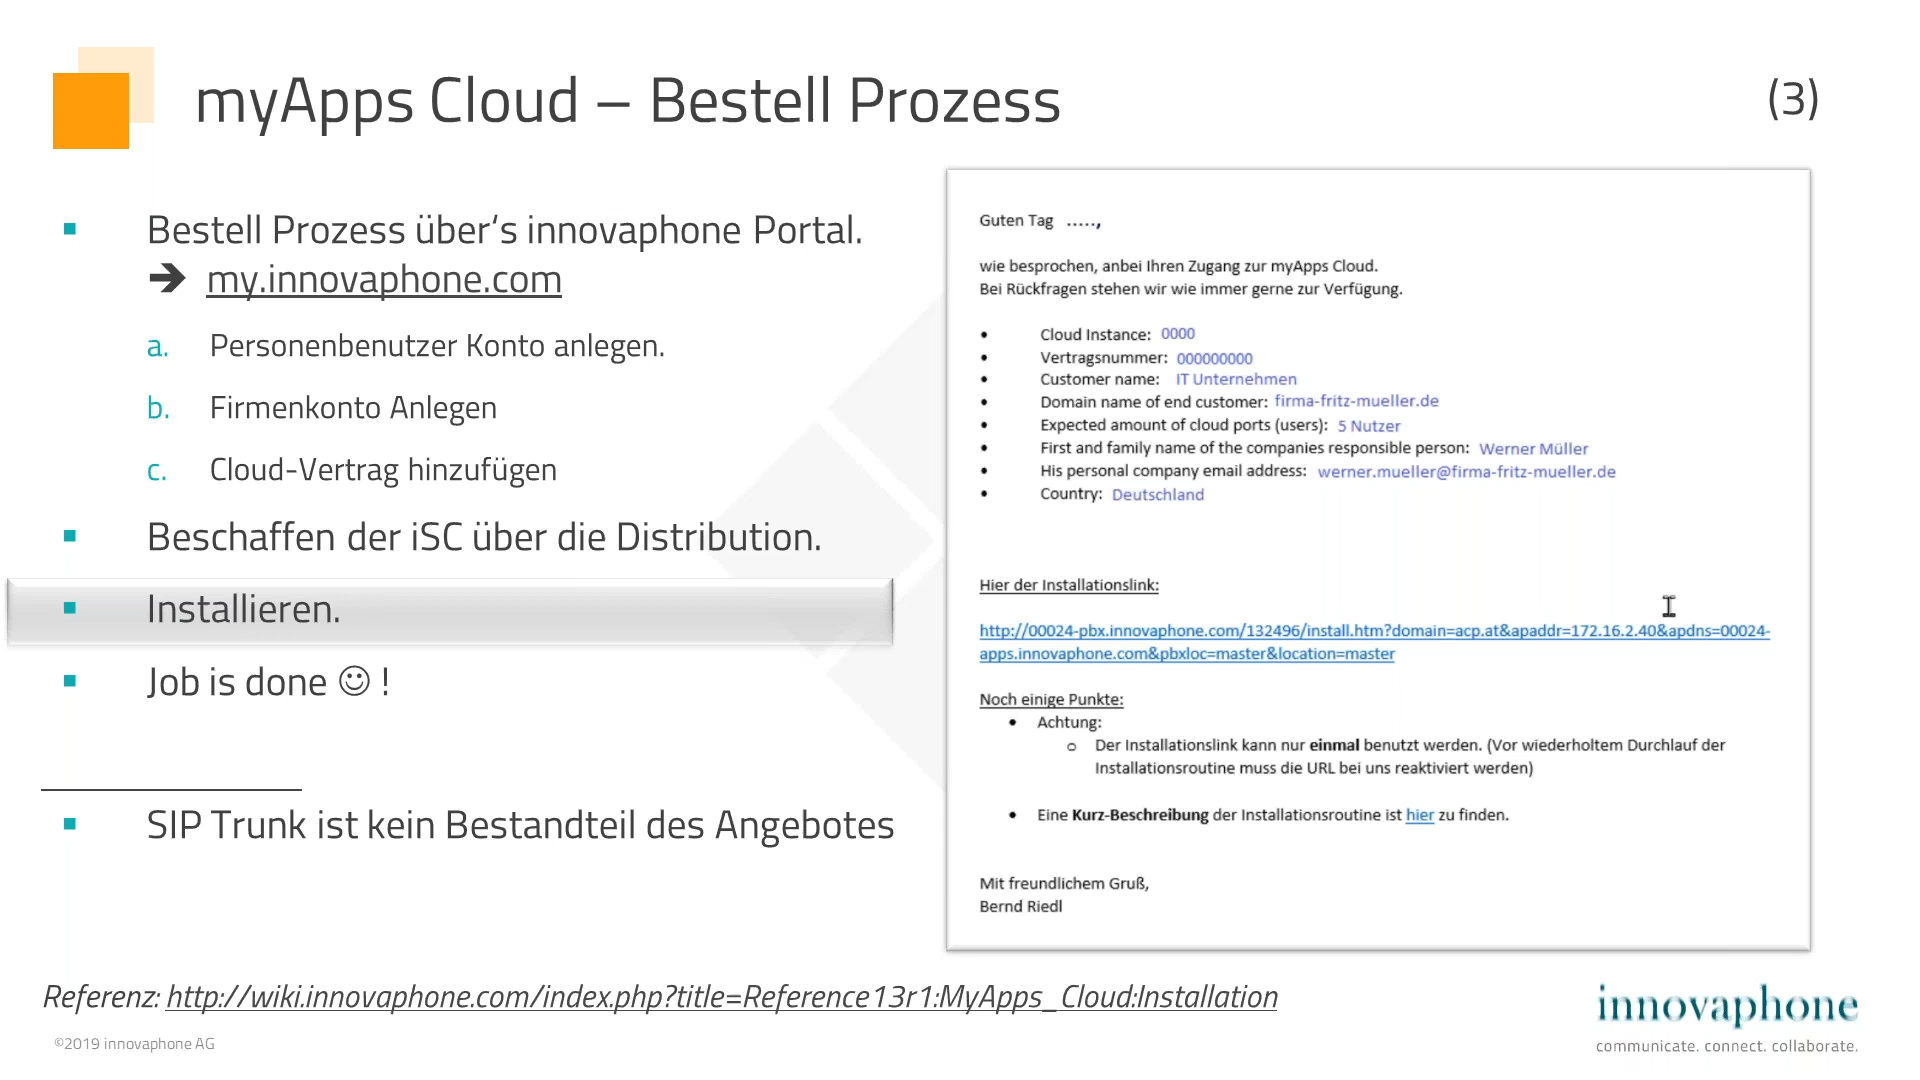 myApps Cloud – Bestell Prozess
(3)
▪ Bestell Prozess über‘s innovaphone Portal.
➔ my.innovaphone.com
a. Personenbenutzer Konto anlegen.
b. Firmenkonto Anlegen
c. Cloud-Vertrag hinzufügen
▪ Beschaffen der iSC über die Distribution.
▪ Installieren.
▪ Job is done ☺ !
▪ SIP Trunk ist kein Bestandteil des Angebotes
Guten Tag .....,
wie besprochen, anbei Ihren Zugang zur myApps Cloud.
Bei Rückfragen stehen wir wie immer gerne zur Verfügung.
• Cloud Instance: 0000
• Vertragsnummer: 000000000
• Customer name: IT Unternehmen
• Domain name of end customer: firma-fritz-mueller.de
• Expected amount of cloud ports (users): 5 Nutzer
• First and family name of the companies responsible person: Werner Müller
• His personal company email address: werner.mueller@firma-fritz-mueller.de
• Country: Deutschland
Hier der Installationslink:
http://00024-pbx.innovaphone.com/132496/install.htm?domain=acp.at&apaddr=172.16.2.40&apdns=00024-
apps.innovaphone.com&pbxloc=master&location=master
Noch einige Punkte:
• Achtung:
o Der Installationslink kann nur einmal benutzt werden. (Vor wiederholtem Durchlauf der
Installationsroutine muss die URL bei uns reaktiviert werden)
• Eine Kurz-Beschreibung der Installationsroutine ist hier zu finden.
Mit freundlichem Gruß,
Bernd Riedl
Referenz: http://wiki.innovaphone.com/index.php?title=Reference13r1:MyApps_Cloud:Installation
©2019 innovaphone AG
innovaphone
communicate. connect. collaborate.